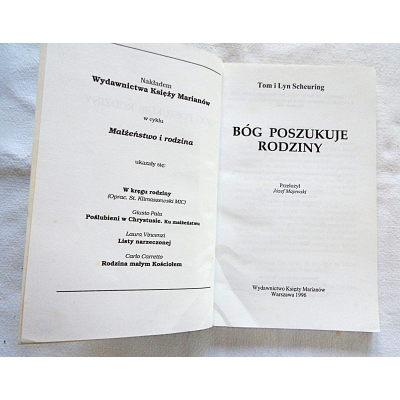 Nakładem
Wydawnictwa Księży Marianów
w cyklu
Małżeństwo i rodzina
ukazały się:
W kręgu rodziny
(Oprac. St. Klimaszewski MIC)
Giusto Pala
Poślubieni w Chrystusie. Ku małżeństwu
Laura Vincenzi
Listy narzeczonej
Carlo Carretto
Rodzina małym Kościołem
Tom i Lyn Scheuring
BÓG POSZUKUJE
RODZINY
Przełożył
Józef Majewski
Wydawnictwo Księży Marianów
Warszawa 1996